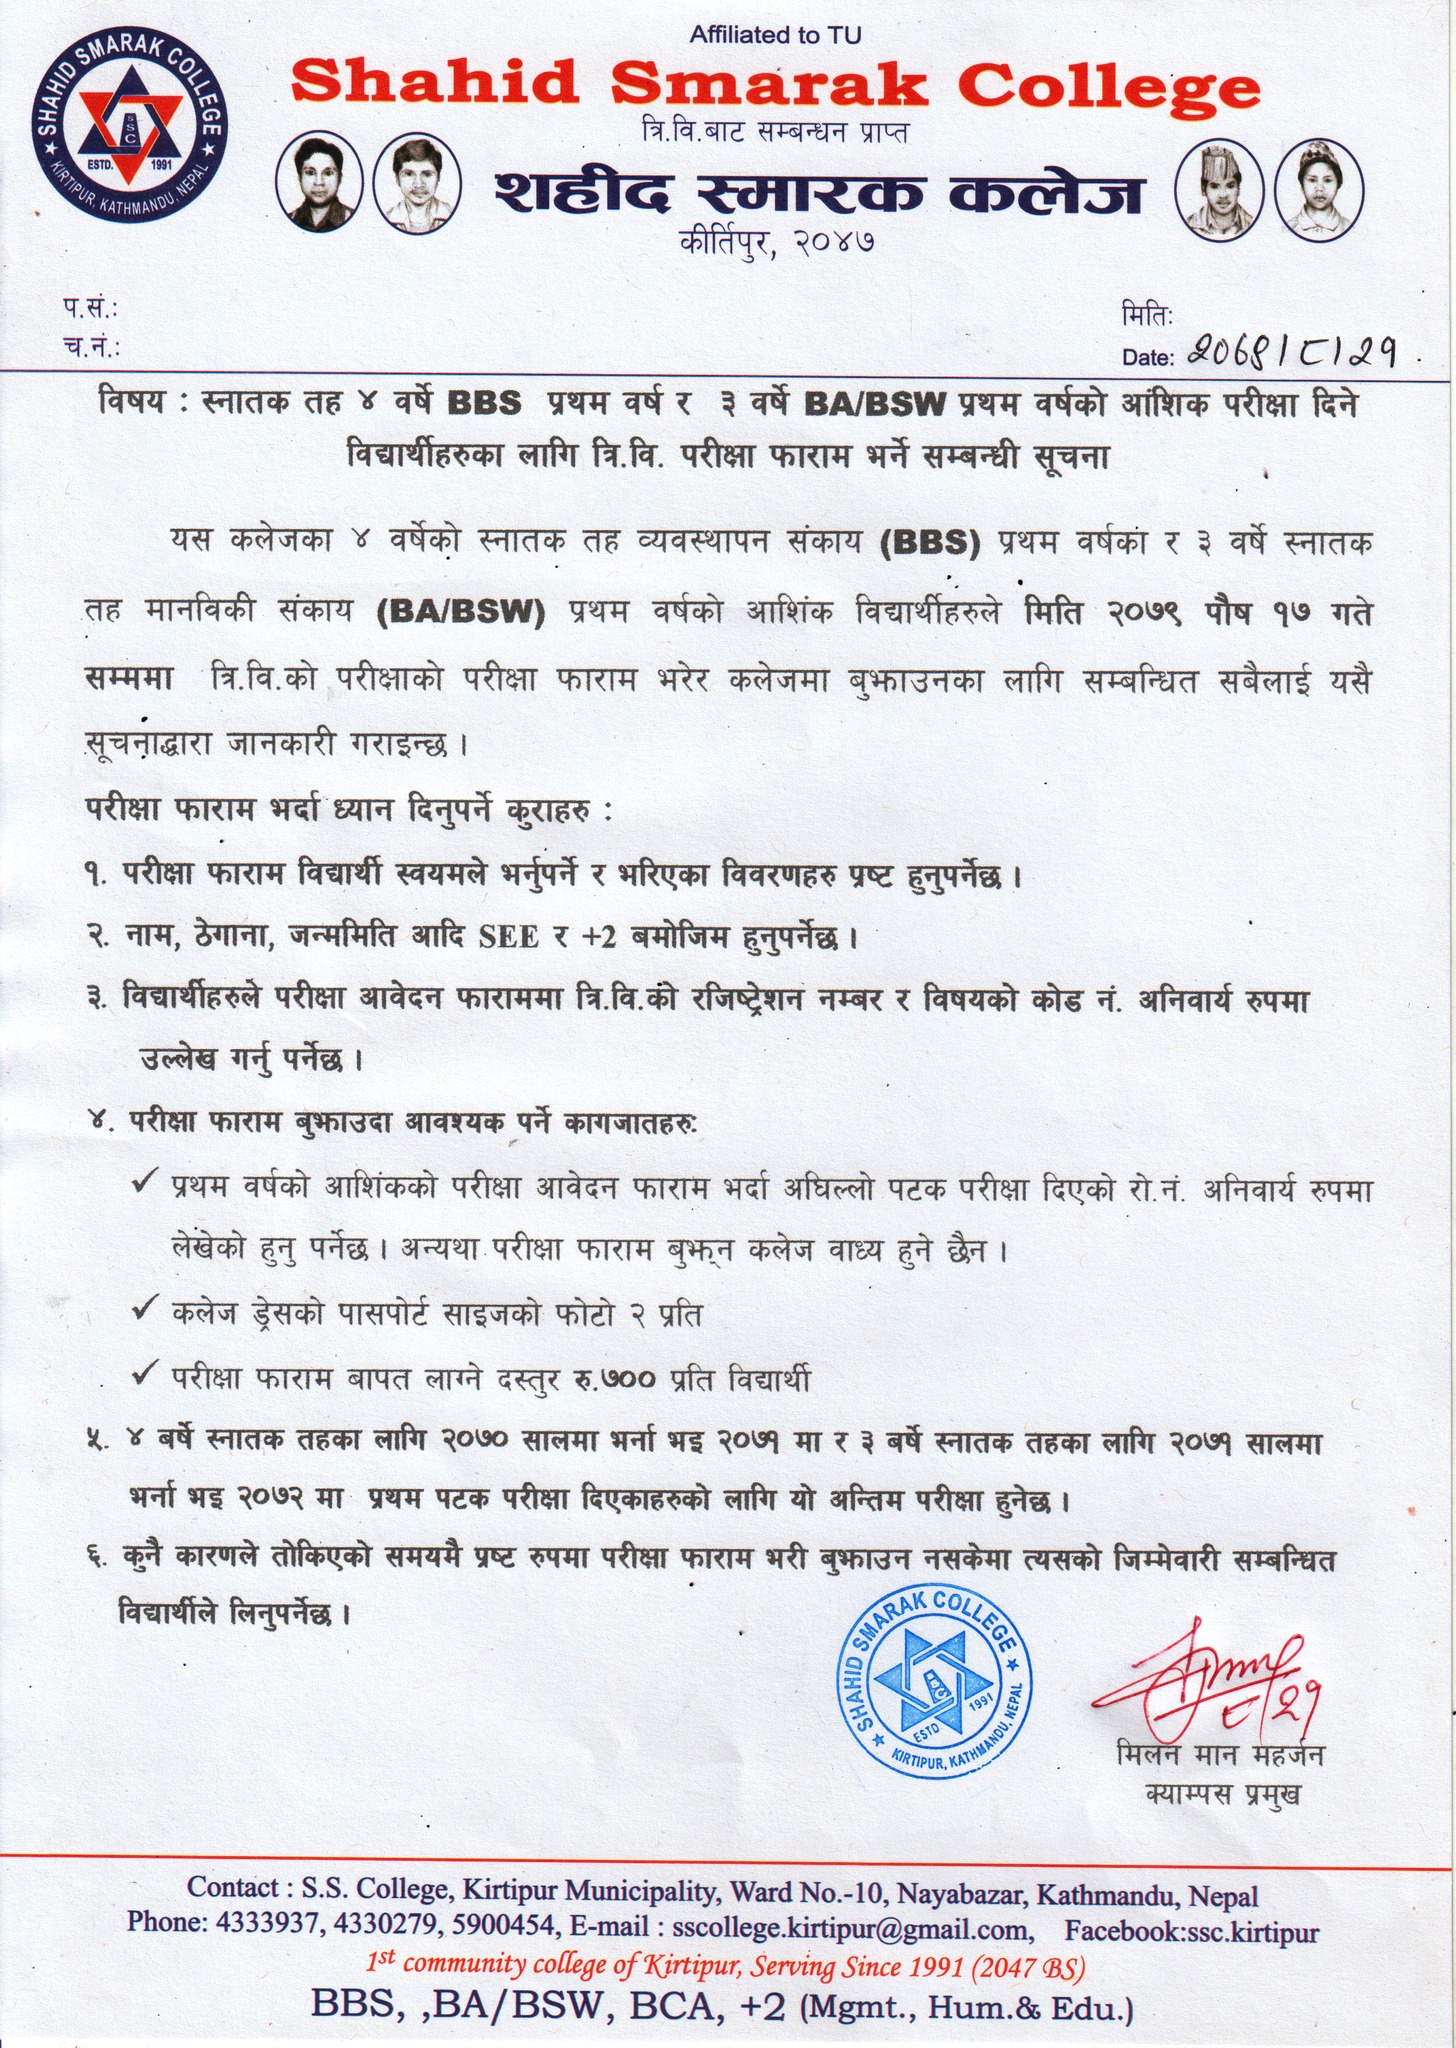 Affiliated to TU
Shahid Smarak College
त्रि.वि.बाट सम्बन्धन प्राप्त
शहीद स्मारक कलेज
कीर्तिपुर, २०४७
SHAHID SMARAK COLLEGE
SSC
ESTD. 1991
KIRTIPUR, KATHMANDU, NEPAL
प.सं.:
च.नं.:
मिति:
Date: २०७९।८।२९
विषय : स्नातक तह ४ वर्षे BBS प्रथम वर्ष र ३ वर्षे BA/BSW प्रथम वर्षको आंशिक परीक्षा दिने
विद्यार्थीहरुका लागि त्रि.वि. परीक्षा फाराम भर्ने सम्बन्धी सूचना
यस कलेजका ४ वर्षेको स्नातक तह व्यवस्थापन संकाय (BBS) प्रथम वर्षका र ३ वर्षे स्नातक
तह मानविकी संकाय (BA/BSW) प्रथम वर्षको आशिंक विद्यार्थीहरुले मिति २०७९ पौष १७ गते
सम्ममा त्रि.वि.को परीक्षाको परीक्षा फाराम भरेर कलेजमा बुझाउनका लागि सम्बन्धित सबैलाई यसै
सूचनाद्धारा जानकारी गराइन्छ ।
परीक्षा फाराम भर्दा ध्यान दिनुपर्ने कुराहरु :
१. परीक्षा फाराम विद्यार्थी स्वयमले भर्नुपर्ने र भरिएका विवरणहरु प्रष्ट हुनुपर्नेछ ।
२. नाम, ठेगाना, जन्ममिति आदि SEE र +2 बमोजिम हुनुपर्नेछ ।
३. विद्यार्थीहरुले परीक्षा आवेदन फाराममा त्रि.वि.को रजिष्ट्रेशन नम्बर र विषयको कोड नं. अनिवार्य रुपमा
उल्लेख गर्नु पर्नेछ ।
४. परीक्षा फाराम बुझाउदा आवश्यक पर्ने कागजातहरु:
✓ प्रथम वर्षको आशिंकको परीक्षा आवेदन फाराम भर्दा अघिल्लो पटक परीक्षा दिएको रो.नं. अनिवार्य रुपमा
लेखेको हुनु पर्नेछ । अन्यथा परीक्षा फाराम बुझ्न कलेज वाध्य हुने छैन ।
✓ कलेज ड्रेसको पासपोर्ट साइजको फोटो २ प्रति
✓ परीक्षा फाराम बापत लाग्ने दस्तुर रु.७०० प्रति विद्यार्थी
५. ४ बर्षे स्नातक तहका लागि २०७० सालमा भर्ना भइ २०७१ मा र ३ बर्षे स्नातक तहका लागि २०७१ सालमा
भर्ना भइ २०७२ मा प्रथम पटक परीक्षा दिएकाहरुको लागि यो अन्तिम परीक्षा हुनेछ ।
६. कुनै कारणले तोकिएको समयमै प्रष्ट रुपमा परीक्षा फाराम भरी बुझाउन नसकेमा त्यसको जिम्मेवारी सम्बन्धित
विद्यार्थीले लिनुपर्नेछ ।
SHAHID SMARAK COLLEGE
ESTD 1991
KIRTIPUR, KATHMANDU, NEPAL
८/२९
मिलन मान महर्जन
क्याम्पस प्रमुख
Contact : S.S. College, Kirtipur Municipality, Ward No.-10, Nayabazar, Kathmandu, Nepal
Phone: 4333937, 4330279, 5900454, E-mail : sscollege.kirtipur@gmail.com, Facebook:ssc.kirtipur
1st community college of Kirtipur, Serving Since 1991 (2047 BS)
BBS, ,BA/BSW, BCA, +2 (Mgmt., Hum.& Edu.)